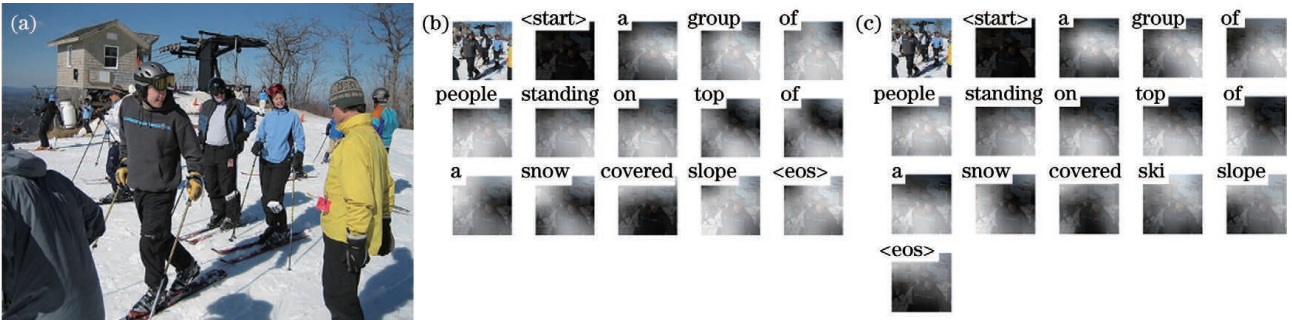 (a)
(b)
<start> a group of
people standing on top of
a snow covered slope <eos>
(c)
<start> a group of
people standing on top of
a snow covered ski slope
<eos>